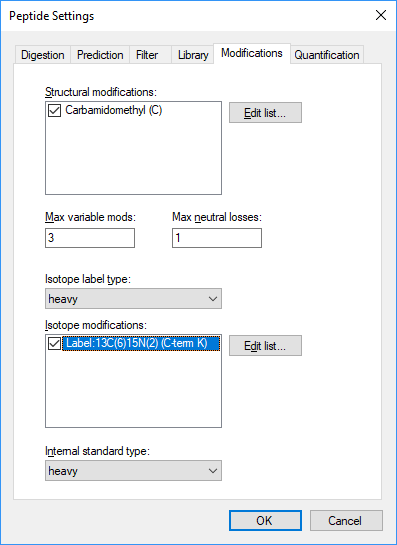 Peptide Settings
Digestion Prediction Filter Library Modifications Quantification
Structural modifications:
Carbamidomethyl (C)
Edit list...
Max variable mods: Max neutral losses:
3 1
Isotope label type:
heavy
Isotope modifications:
Label:13C(6)15N(2) (C-term K)
Edit list...
Internal standard type:
heavy
OK Cancel